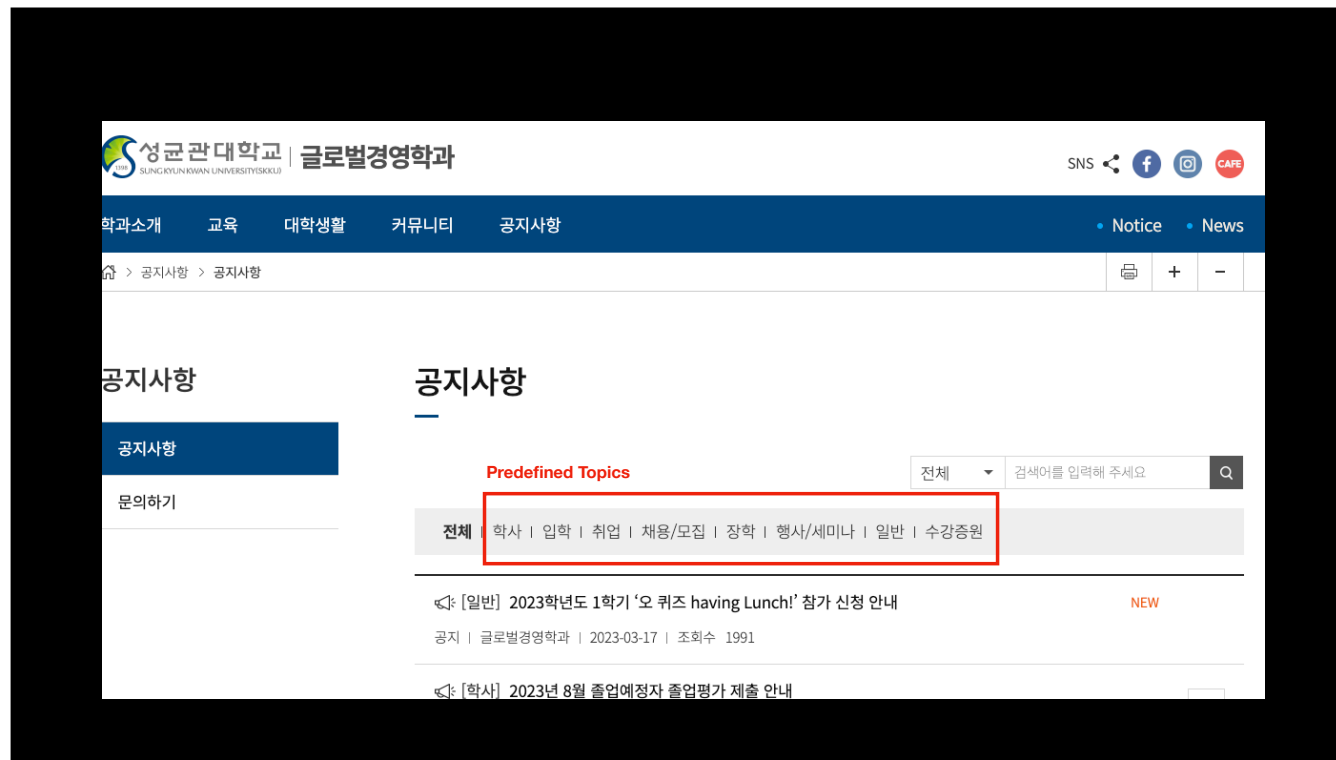 성균관대학교 | 글로벌경영학과
1398
SUNGKYUNKWAN UNIVERSITY(SKKU)
SNS
CAFE
학과소개 교육 대학생활 커뮤니티 공지사항
• Notice • News
> 공지사항 > 공지사항
+ −
공지사항
공지사항
문의하기
공지사항
Predefined Topics
전체 검색어를 입력해 주세요
전체 | 학사 | 입학 | 취업 | 채용/모집 | 장학 | 행사/세미나 | 일반 | 수강증원
[일반] 2023학년도 1학기 ‘오 퀴즈 having Lunch!’ 참가 신청 안내 NEW
공지 | 글로벌경영학과 | 2023-03-17 | 조회수 1991
[학사] 2023년 8월 졸업예정자 졸업평가 제출 안내